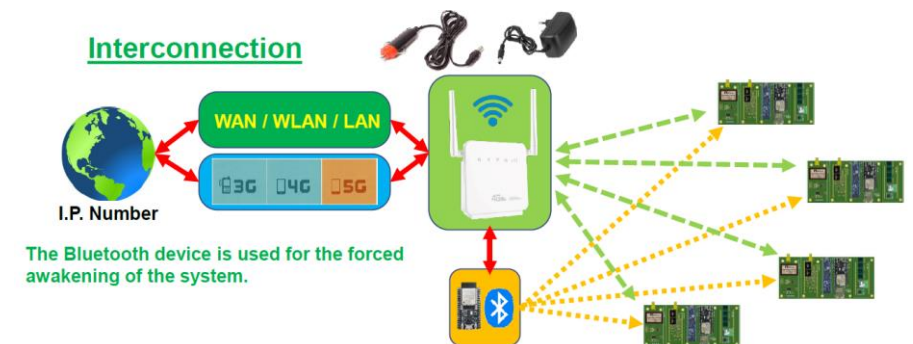 Interconnection
WAN / WLAN / LAN
3G 4G 5G
I.P. Number
The Bluetooth device is used for the forced
awakening of the system.